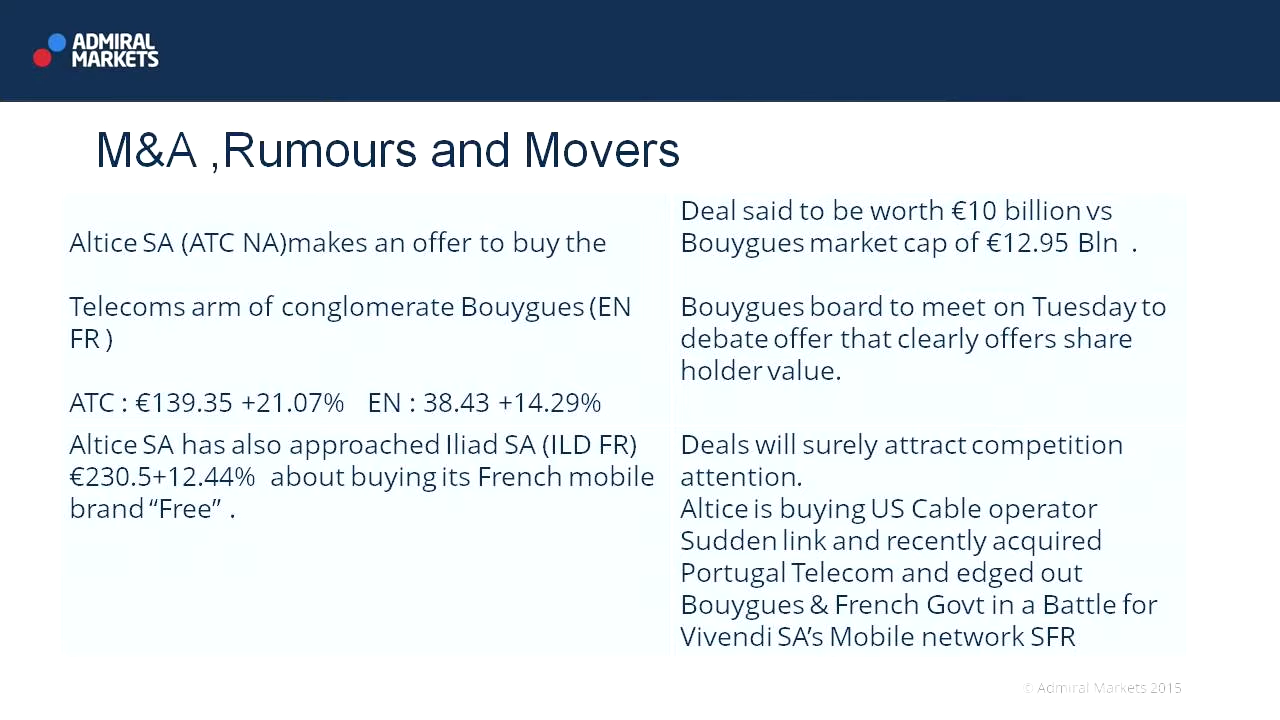 ADMIRAL
MARKETS
M&A ,Rumours and Movers
Altice SA (ATC NA)makes an offer to buy the
Telecoms arm of conglomerate Bouygues (EN
FR )
ATC : €139.35 +21.07% EN : 38.43 +14.29%
Deal said to be worth €10 billion vs
Bouygues market cap of €12.95 Bln .
Bouygues board to meet on Tuesday to
debate offer that clearly offers share
holder value.
Altice SA has also approached Iliad SA (ILD FR)
€230.5+12.44% about buying its French mobile
brand “Free” .
Deals will surely attract competition
attention.
Altice is buying US Cable operator
Sudden link and recently acquired
Portugal Telecom and edged out
Bouygues & French Govt in a Battle for
Vivendi SA’s Mobile network SFR
© Admiral Markets 2015